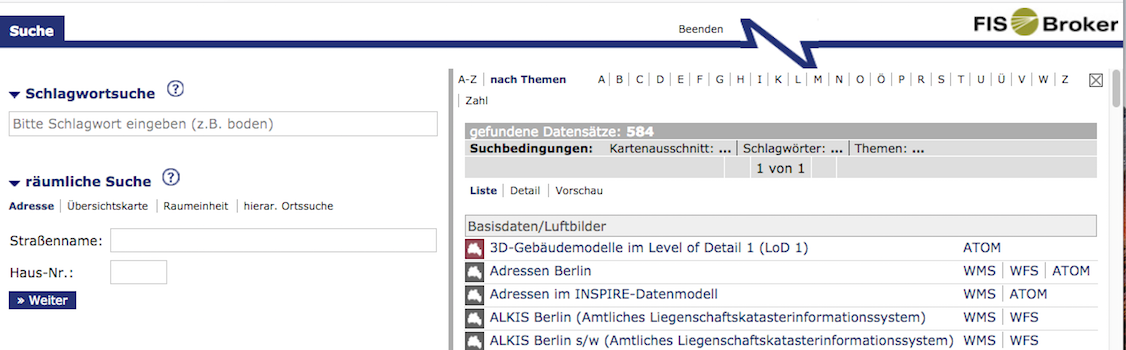 Suche
Beenden
FIS Broker
Schlagwortsuche ?
Bitte Schlagwort eingeben (z.B. boden)
räumliche Suche ?
Adresse | Übersichtskarte | Raumeinheit | hierar. Ortssuche
Straßenname:
Haus-Nr.:
» Weiter
A-Z | nach Themen A | B | C | D | E | F | G | H | I | K | L | M | N | O | Ö | P | R | S | T | U | Ü | V | W | Z
| Zahl
gefundene Datensätze: 584
Suchbedingungen: Kartenausschnitt: ... | Schlagwörter: ... | Themen: ...
1 von 1
Liste | Detail | Vorschau
Basisdaten/Luftbilder
3D-Gebäudemodelle im Level of Detail 1 (LoD 1) ATOM
Adressen Berlin WMS | WFS | ATOM
Adressen im INSPIRE-Datenmodell WMS | ATOM
ALKIS Berlin (Amtliches Liegenschaftskatasterinformationssystem) WMS | WFS
ALKIS Berlin s/w (Amtliches Liegenschaftskatasterinformationssystem) WMS | WFS